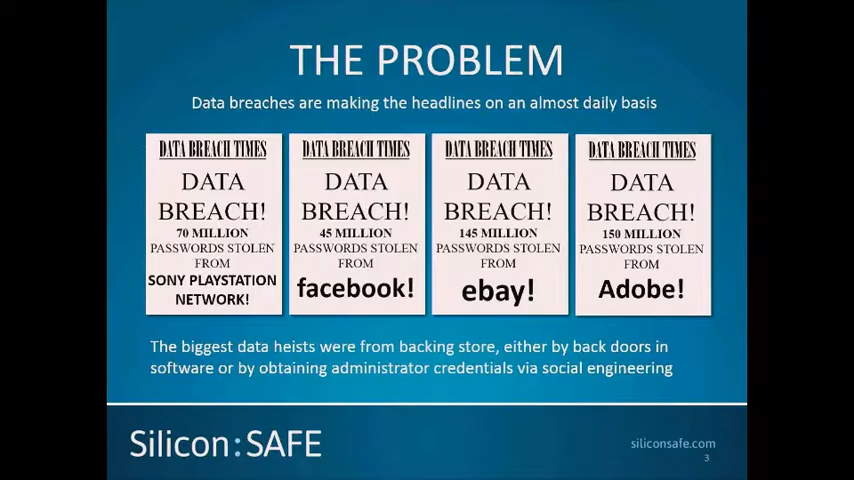 THE PROBLEM
Data breaches are making the headlines on an almost daily basis
DATA BREACH TIMES
DATA
BREACH!
70 MILLION
PASSWORDS STOLEN
FROM
SONY PLAYSTATION
NETWORK!
DATA BREACH TIMES
DATA
BREACH!
45 MILLION
PASSWORDS STOLEN
FROM
facebook!
DATA BREACH TIMES
DATA
BREACH!
145 MILLION
PASSWORDS STOLEN
FROM
ebay!
DATA BREACH TIMES
DATA
BREACH!
150 MILLION
PASSWORDS STOLEN
FROM
Adobe!
The biggest data heists were from backing store, either by back doors in
software or by obtaining administrator credentials via social engineering
Silicon:SAFE
siliconsafe.com
3